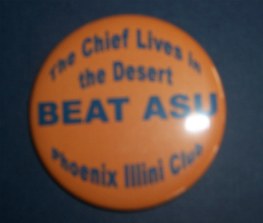 The Chief Lives in
the Desert
BEAT ASU
Phoenix Illini Club